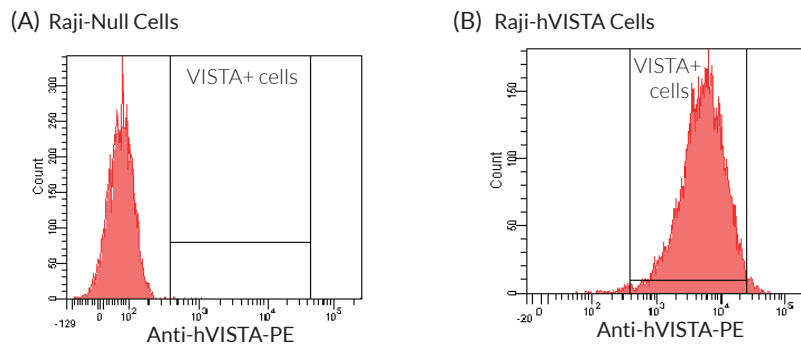 (A) Raji-Null Cells
VISTA+ cells
Count
300
250
200
150
100
50
0
-129
0
10²
10³
10⁴
10⁵
Anti-hVISTA-PE
(B) Raji-hVISTA Cells
VISTA+
cells
Count
150
100
50
0
-20
0
10²
10³
10⁴
10⁵
Anti-hVISTA-PE